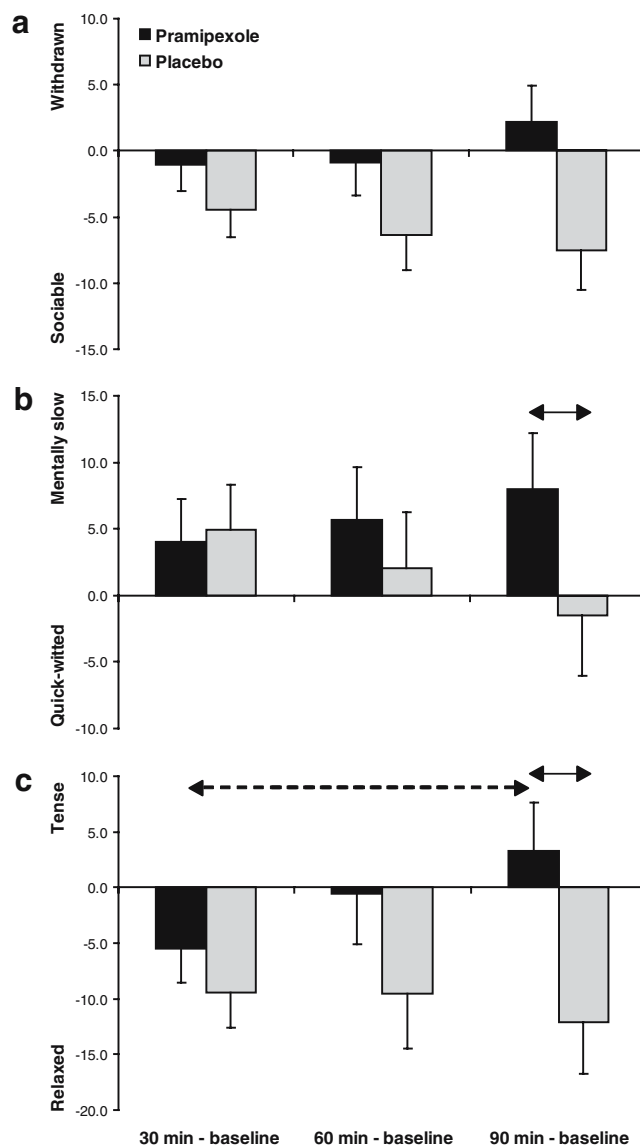 a
Withdrawn
Sociable
10.0
5.0
0.0
-5.0
-10.0
-15.0
Pramipexole
Placebo
b
Mentally slow
Quick-witted
15.0
10.0
5.0
0.0
-5.0
-10.0
c
Tense
Relaxed
10.0
5.0
0.0
-5.0
-10.0
-15.0
-20.0
30 min - baseline 60 min - baseline 90 min - baseline